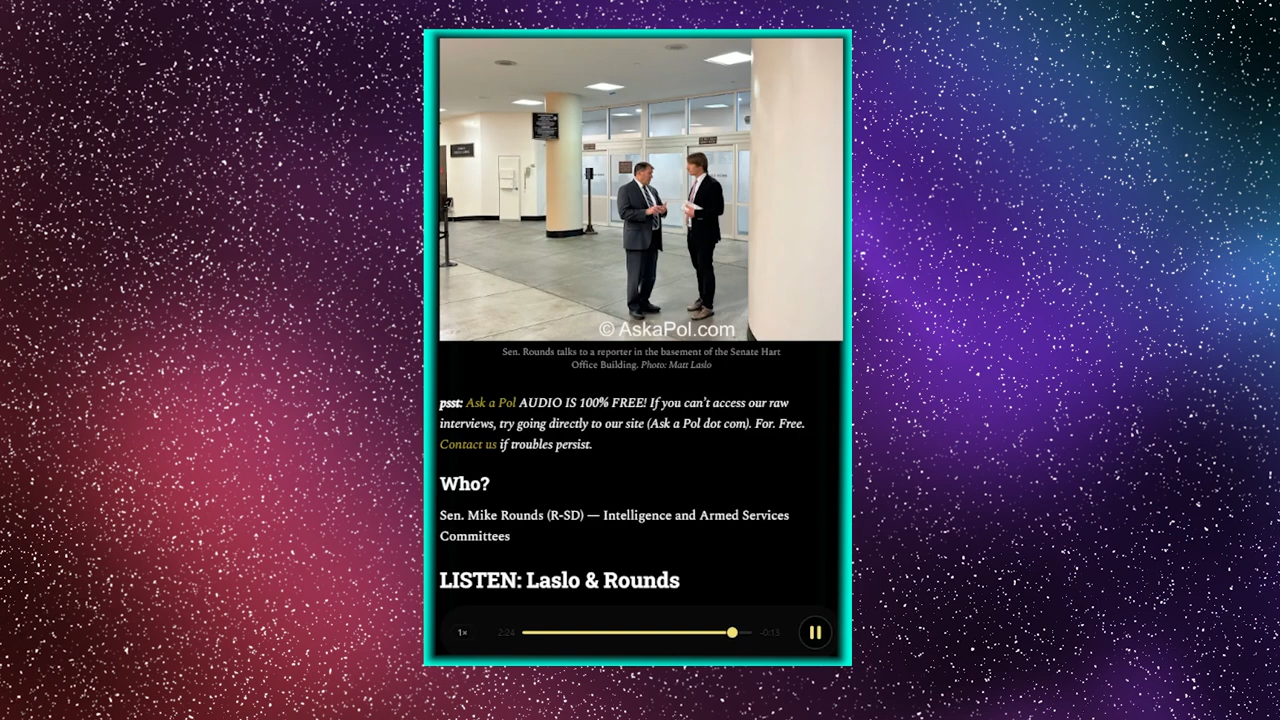 © AskaPol.com
Sen. Rounds talks to a reporter in the basement of the Senate Hart
Office Building. Photo: Matt Laslo
psst: Ask a Pol AUDIO IS 100% FREE! If you can’t access our raw
interviews, try going directly to our site (Ask a Pol dot com). For. Free.
Contact us if troubles persist.
Who?
Sen. Mike Rounds (R-SD) — Intelligence and Armed Services
Committees
LISTEN: Laslo & Rounds
1×
2:24
-0:13